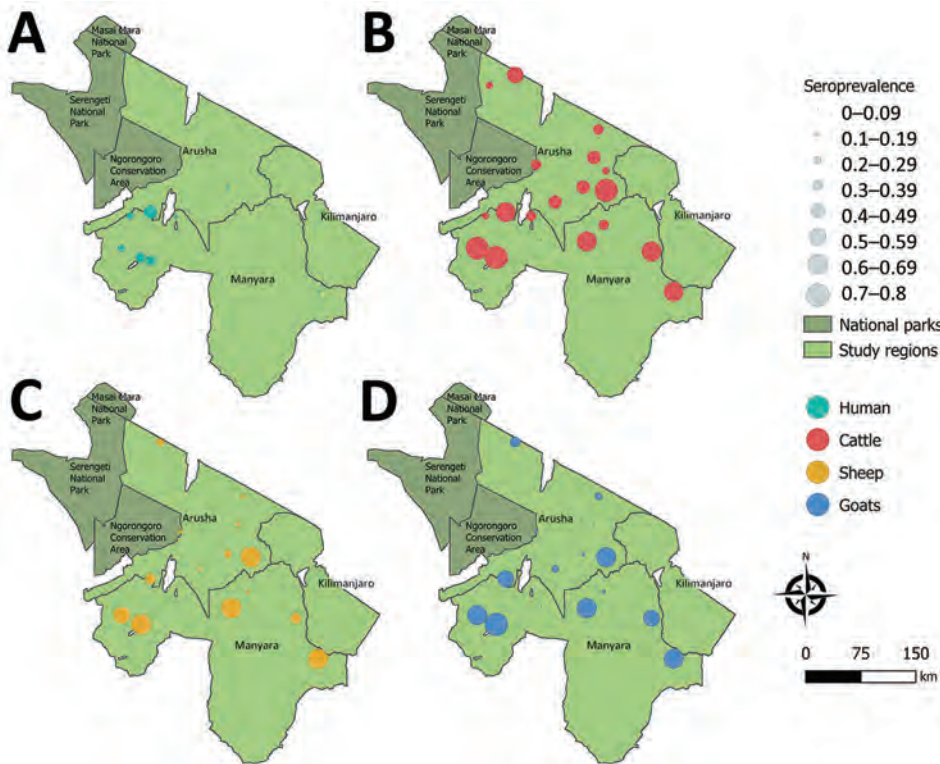 A
Masai Mara
National
Park
Serengeti
National
Park
Ngorongoro
Conservation
Area
Arusha
Kilimanjaro
Manyara
B
Masai Mara
National
Park
Serengeti
National
Park
Ngorongoro
Conservation
Area
Arusha
Kilimanjaro
Manyara
C
Masai Mara
National
Park
Serengeti
National
Park
Ngorongoro
Conservation
Area
Arusha
Kilimanjaro
Manyara
D
Masai Mara
National
Park
Serengeti
National
Park
Ngorongoro
Conservation
Area
Arusha
Kilimanjaro
Manyara
Seroprevalence
0–0.09
0.1–0.19
0.2–0.29
0.3–0.39
0.4–0.49
0.5–0.59
0.6–0.69
0.7–0.8
National parks
Study regions
Human
Cattle
Sheep
Goats
N
0 75 150
km